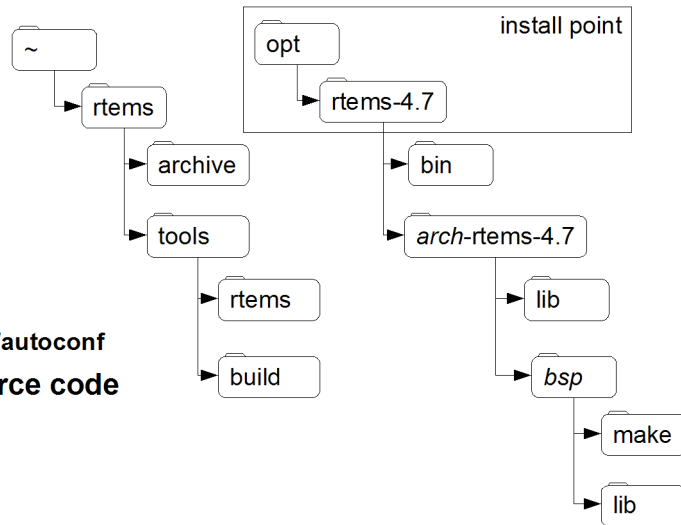 install point
~
opt
rtems
rtems-4.7
archive
bin
tools
arch-rtems-4.7
rtems
lib
autoconf
build
bsp
rce code
make
lib